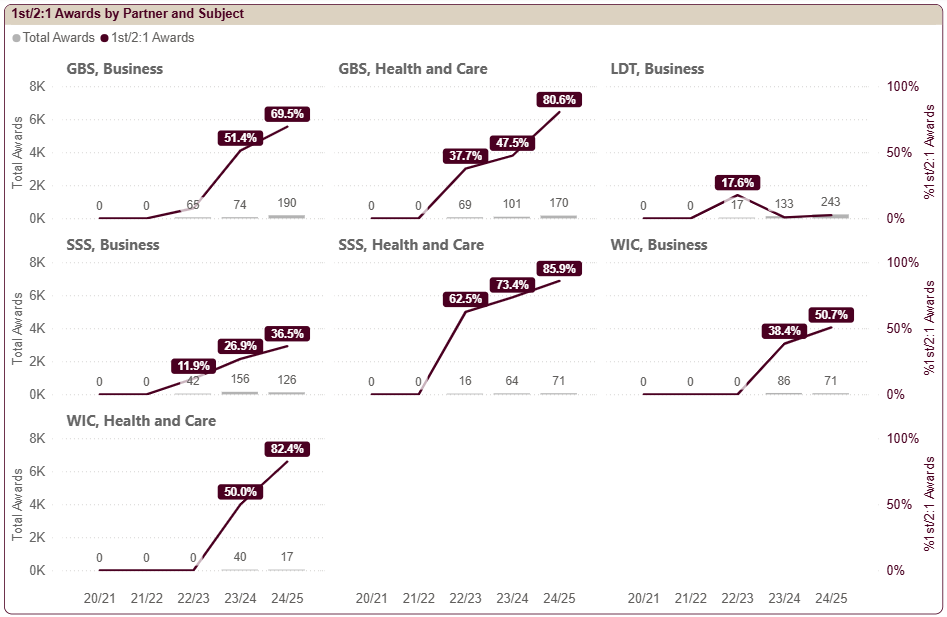 1st/2:1 Awards by Partner and Subject
Total Awards 1st/2:1 Awards
GBS, Business
GBS, Health and Care
LDT, Business
8K
6K
4K
2K
0K
Total Awards
69.5%
51.4%
0 0 65 74 190
80.6%
47.5%
37.7%
0 0 69 101 170
17.6%
0 0 17 133 243
100%
50%
0%
%1st/2:1 Awards
SSS, Business
SSS, Health and Care
WIC, Business
8K
6K
4K
2K
0K
Total Awards
36.5%
26.9%
11.9%
0 0 42 156 126
85.9%
73.4%
62.5%
0 0 16 64 71
50.7%
38.4%
0 0 0 86 71
100%
50%
0%
%1st/2:1 Awards
WIC, Health and Care
8K
6K
4K
2K
0K
Total Awards
82.4%
50.0%
0 0 0 40 17
100%
50%
0%
%1st/2:1 Awards
20/21 21/22 22/23 23/24 24/25
20/21 21/22 22/23 23/24 24/25
20/21 21/22 22/23 23/24 24/25